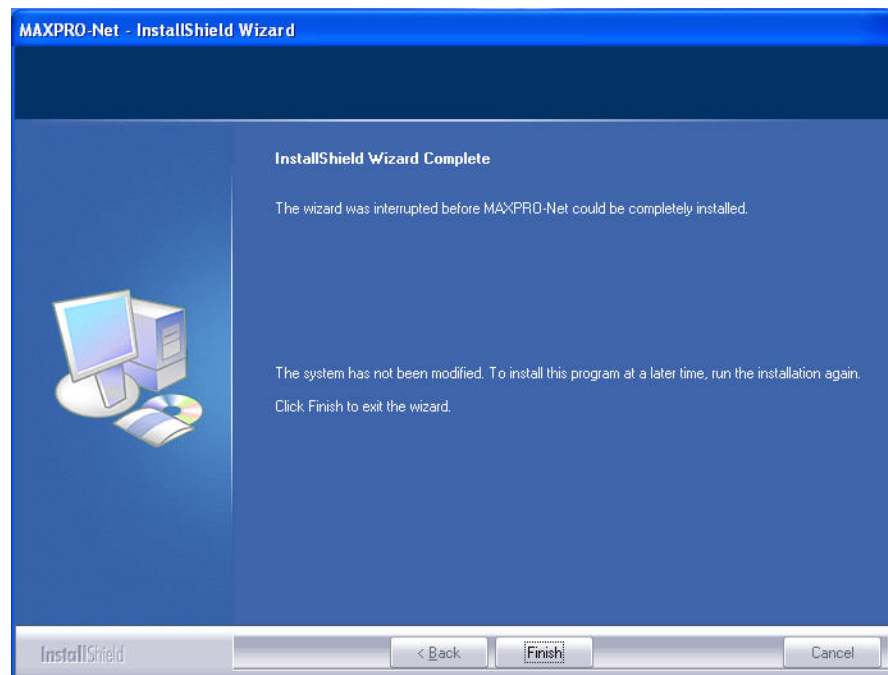 MAXPRO-Net - InstallShield Wizard
InstallShield Wizard Complete
The wizard was interrupted before MAXPRO-Net could be completely installed.
The system has not been modified. To install this program at a later time, run the installation again.
Click Finish to exit the wizard.
InstallShield
< Back
Finish
Cancel